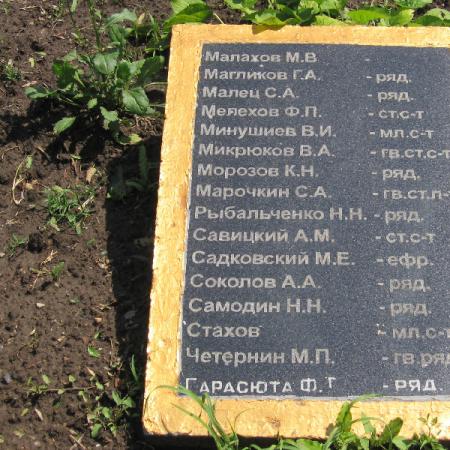 Малахов М.В. -
Магликов Г.А. - ряд.
Малец С.А. - ряд.
Мелехов Ф.П. - ст.с-т
Минушиев В.И. - мл.с-т
Микрюков В.А. - гв.ст.с-т
Морозов К.Н. - ряд.
Марочкин С.А. - гв.ст.л-
Рыбальченко Н.Н. - ряд.
Савицкий А.М. - ст.с-т
Садковский М.Е. - ефр.
Соколов А.А. - ряд.
Самодин Н.Н. - ряд.
Стахов - мл.с-т
Четернин М.П. - гв.ряд
Гарасюта Ф.Т. - ряд.